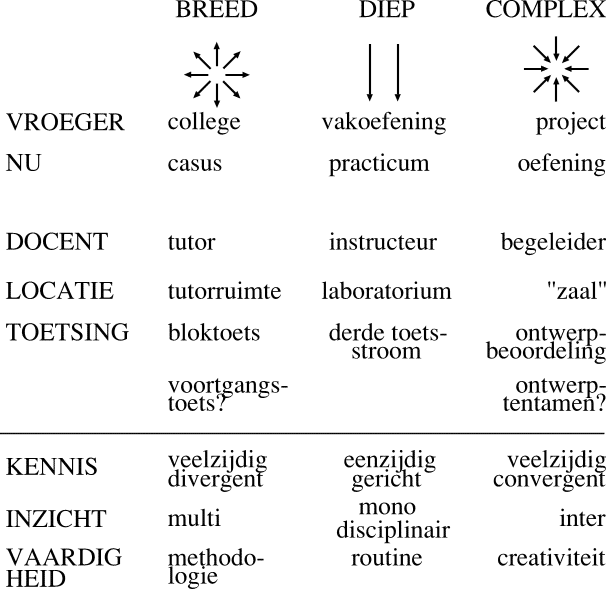 BREED DIEP COMPLEX
VROEGER college vakoefening project
NU casus practicum oefening
DOCENT tutor instructeur begeleider
LOCATIE tutorruimte laboratorium "zaal"
TOETSING bloktoets derde toets- ontwerp-
stroom beoordeling
voortgangs- ontwerp-
toets? tentamen?
KENNIS veelzijdig eenzijdig veelzijdig
divergent gericht convergent
INZICHT multi mono inter
disciplinair
VAARDIG methodo- routine creativiteit
HEID logie